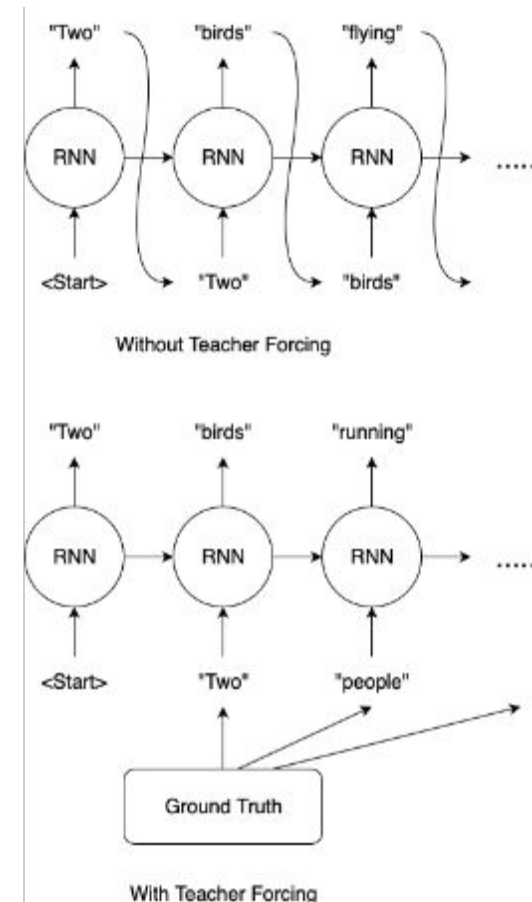 "Two" "birds" "flying"
RNN RNN RNN .....
<Start> "Two" "birds"
Without Teacher Forcing
"Two" "birds" "running"
RNN RNN RNN .....
<Start> "Two" "people"
Ground Truth
With Teacher Forcing